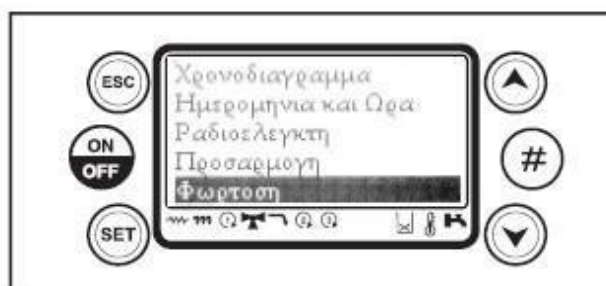 ESC
ON
OFF
SET
Χρονοδιαγραμμα
Ημερομηνια και Ωρα
Ραδιοελεγκτη
Προσαρμογη
Φωρτοση
#